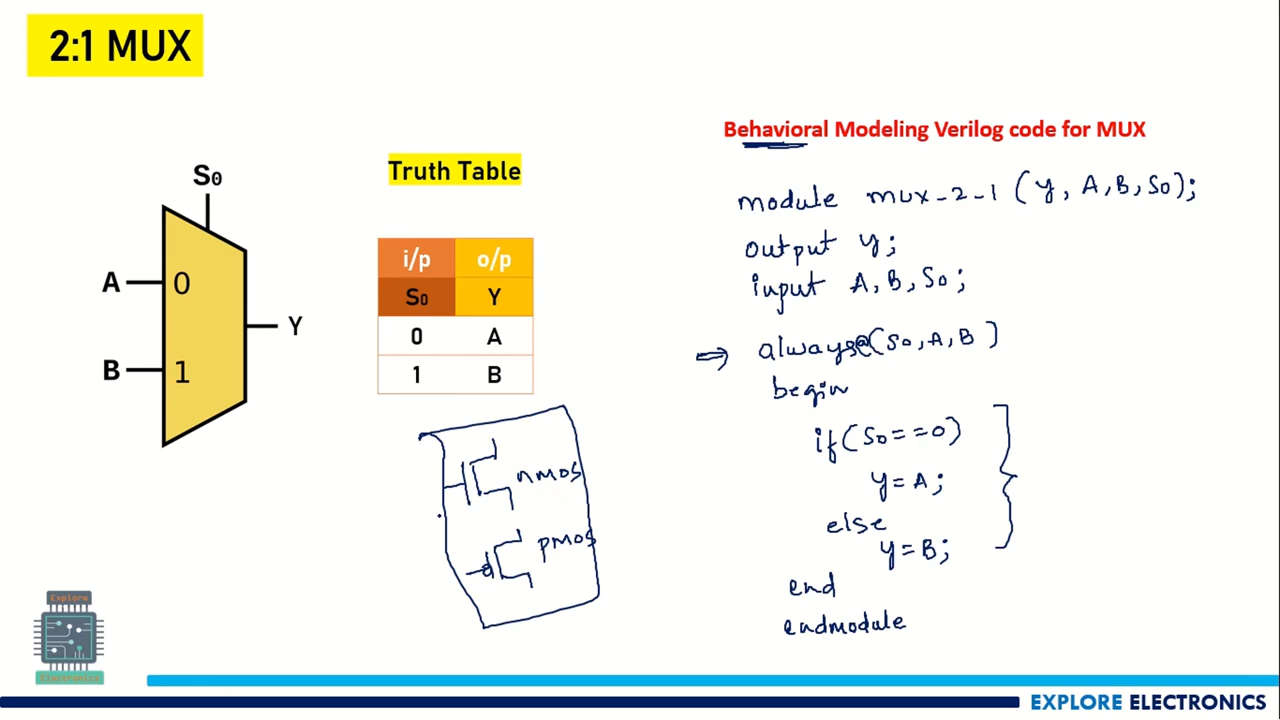 2:1 MUX
S0
A
0
B
1
Y
Truth Table
i/p o/p
S0 Y
0 A
1 B
nmos
pmos
Behavioral Modeling Verilog code for MUX
module mux-2-1 (y, A, B, S0);
output y;
input A, B, S0;
⇒ always@(S0, A, B)
begin
if(S0==0)
y=A;
else
y=B;
end
endmodule
Explore
Electronics
EXPLORE ELECTRONICS